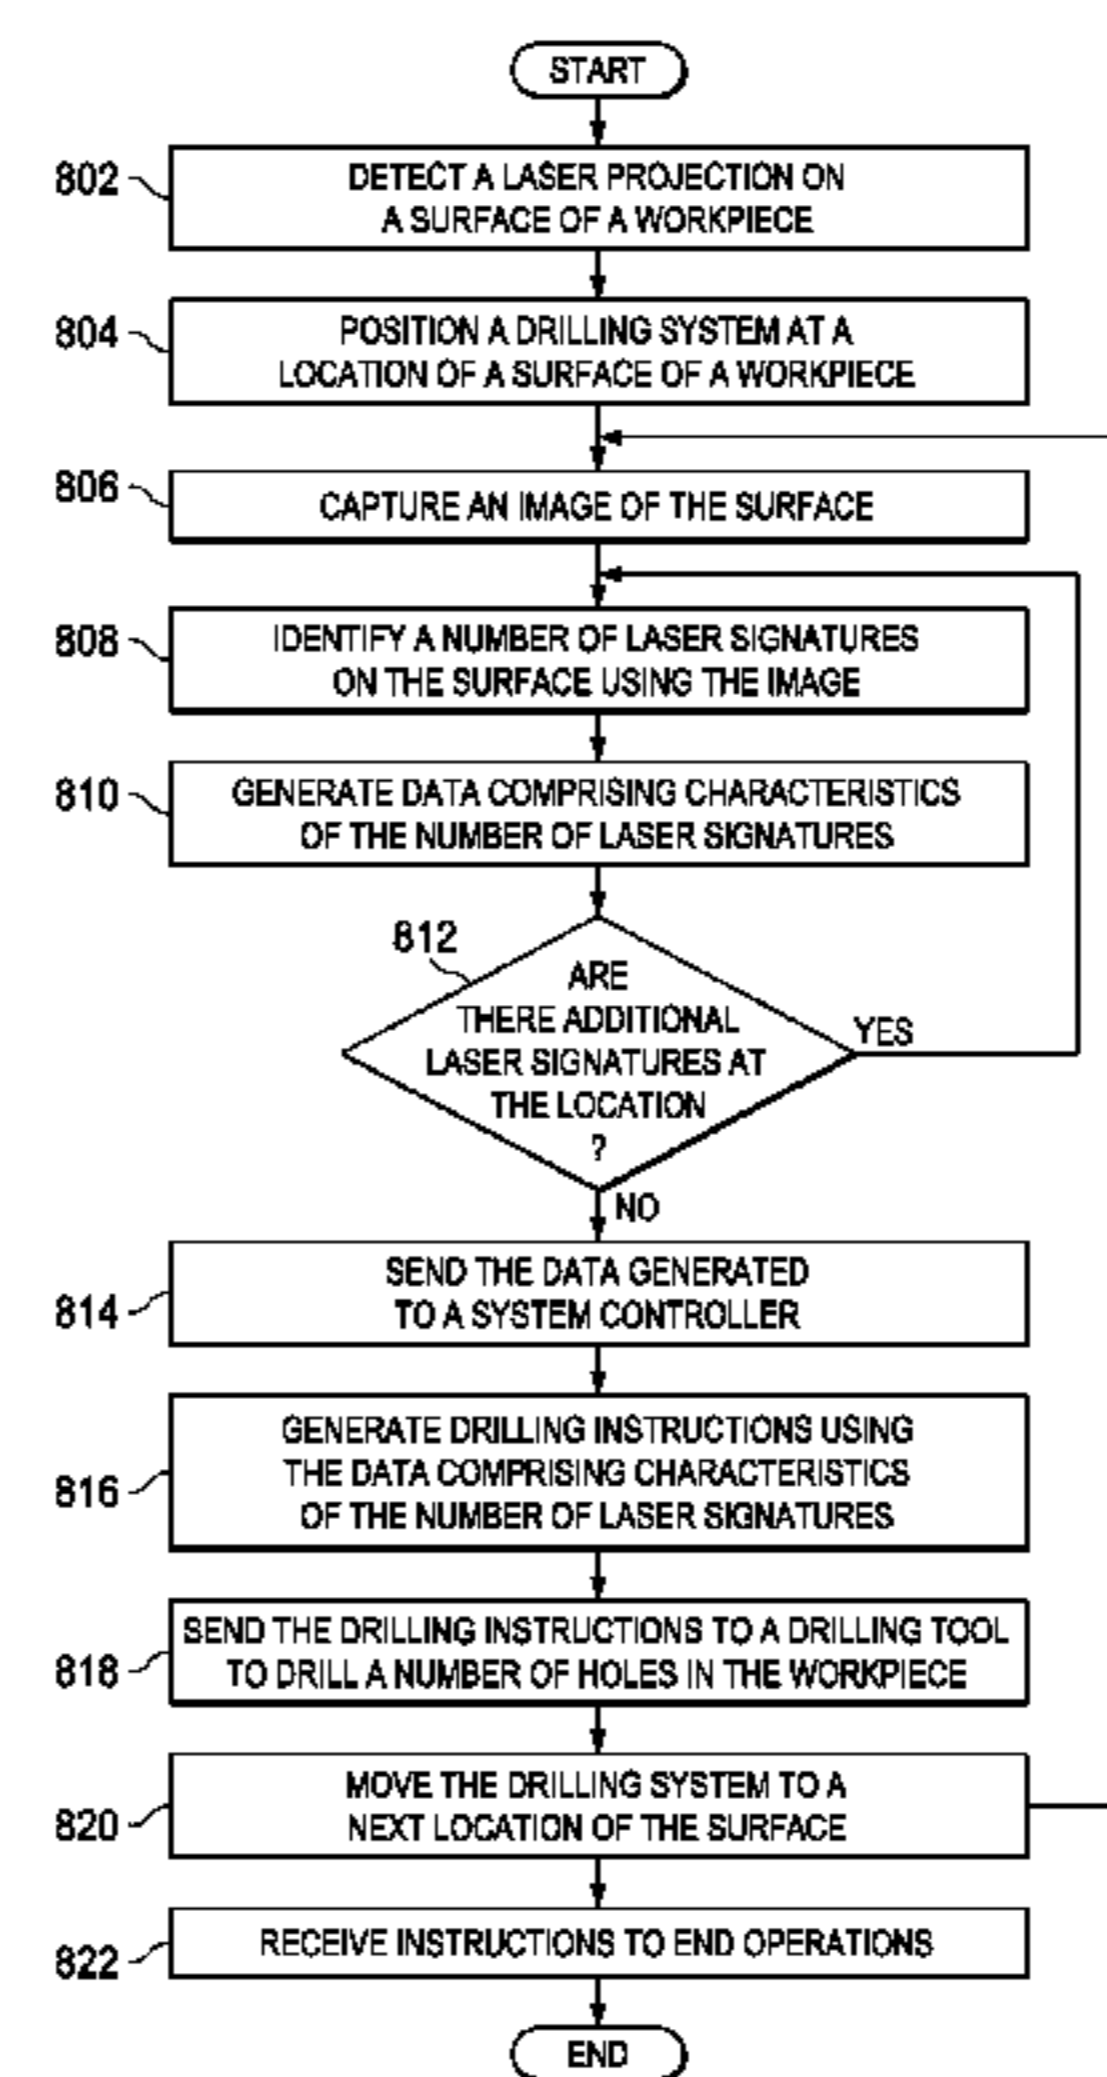 START
802
DETECT A LASER PROJECTION ON
A SURFACE OF A WORKPIECE
804
POSITION A DRILLING SYSTEM AT A
LOCATION OF A SURFACE OF A WORKPIECE
806
CAPTURE AN IMAGE OF THE SURFACE
808
IDENTIFY A NUMBER OF LASER SIGNATURES
ON THE SURFACE USING THE IMAGE
810
GENERATE DATA COMPRISING CHARACTERISTICS
OF THE NUMBER OF LASER SIGNATURES
812
ARE
THERE ADDITIONAL
LASER SIGNATURES AT
THE LOCATION
?
YES
NO
814
SEND THE DATA GENERATED
TO A SYSTEM CONTROLLER
816
GENERATE DRILLING INSTRUCTIONS USING
THE DATA COMPRISING CHARACTERISTICS
OF THE NUMBER OF LASER SIGNATURES
818
SEND THE DRILLING INSTRUCTIONS TO A DRILLING TOOL
TO DRILL A NUMBER OF HOLES IN THE WORKPIECE
820
MOVE THE DRILLING SYSTEM TO A
NEXT LOCATION OF THE SURFACE
822
RECEIVE INSTRUCTIONS TO END OPERATIONS
END